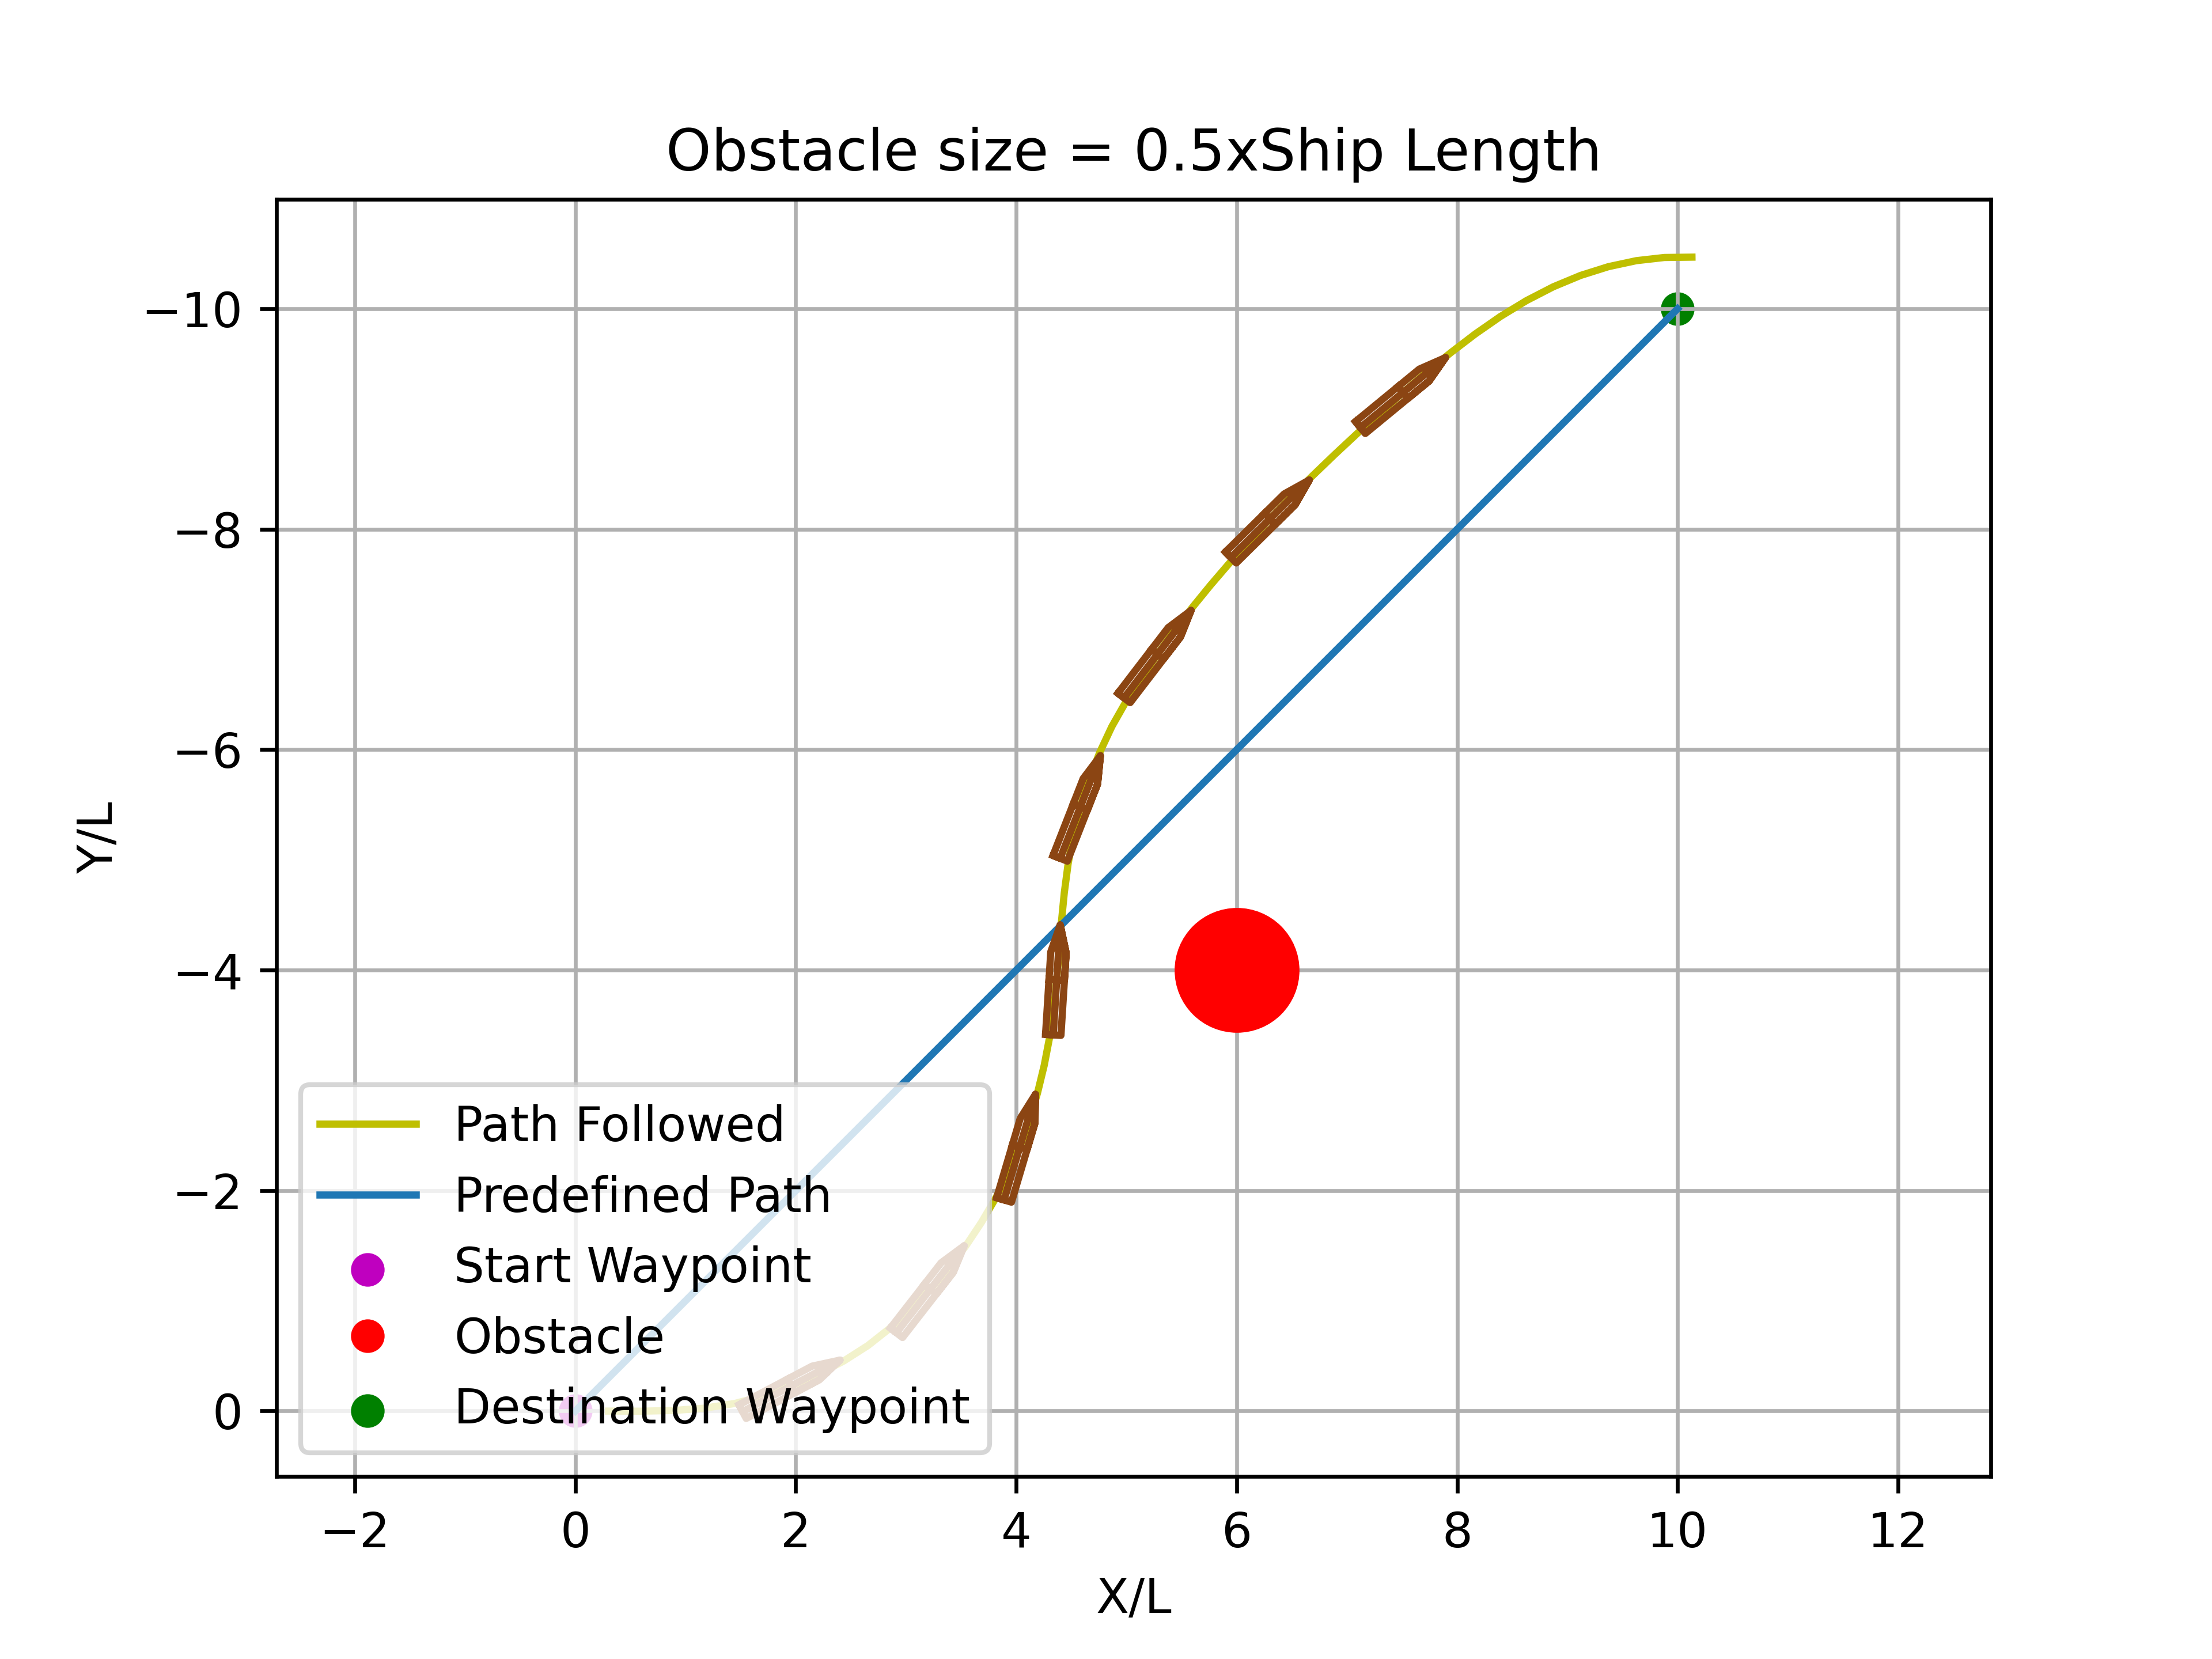 Obstacle size = 0.5xShip Length
−10
−8
−6
−4
−2
0
Y/L
Path Followed
Predefined Path
Start Waypoint
Obstacle
Destination Waypoint
−2 0 2 4 6 8 10 12
X/L